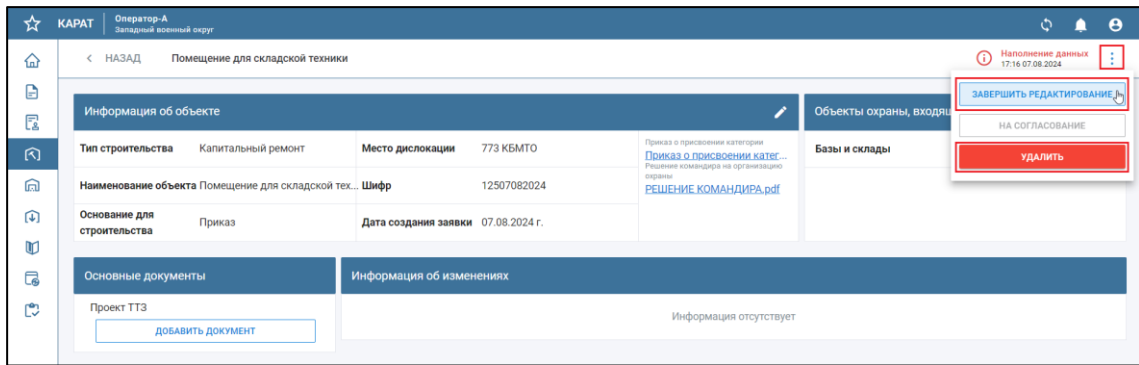 КАРАТ
Оператор-А
Западный военный округ
НАЗАД
Помещение для складской техники
Наполнение данных
17:16 07.08.2024
ЗАВЕРШИТЬ РЕДАКТИРОВАНИЕ
НА СОГЛАСОВАНИЕ
УДАЛИТЬ
Информация об объекте
Тип строительства Капитальный ремонт Место дислокации 773 КБМТО
Наименование объекта Помещение для складской тех... Шифр 12507082024
Основание для
строительства
Приказ
Дата создания заявки 07.08.2024 г.
Приказ о присвоении категории
Приказ о присвоении катег...
Решение командира на организацию
охраны
РЕШЕНИЕ КОМАНДИРА.pdf
Объекты охраны, входящ
Базы и склады
Основные документы
Проект ТТЗ
ДОБАВИТЬ ДОКУМЕНТ
Информация об изменениях
Информация отсутствует